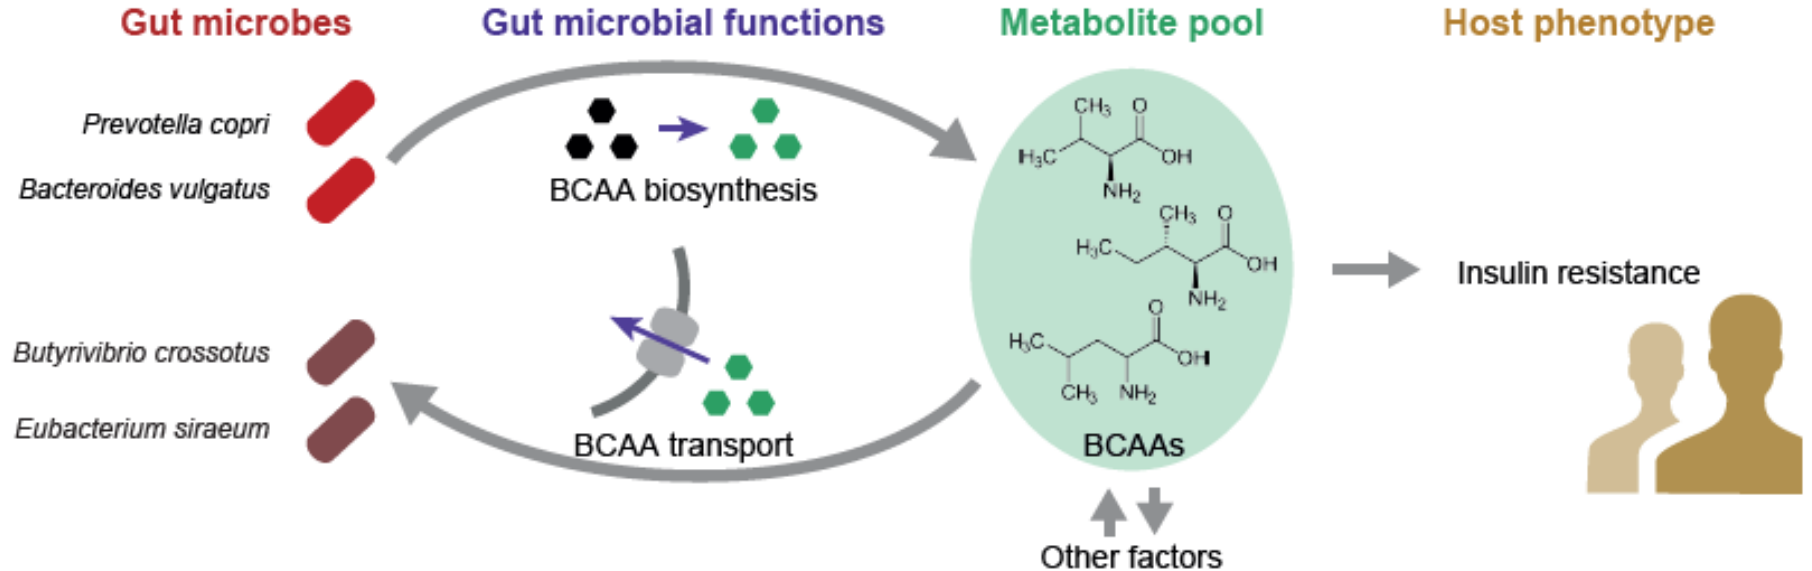 Gut microbes
Gut microbial functions
Metabolite pool
Host phenotype
Prevotella copri
Bacteroides vulgatus
Butyrivibrio crossotus
Eubacterium siraeum
BCAA biosynthesis
BCAA transport
CH₃
O
H₃C
OH
NH₂
CH₃
O
H₃C
OH
NH₂
O
H₃C
OH
CH₃
NH₂
BCAAs
Other factors
Insulin resistance